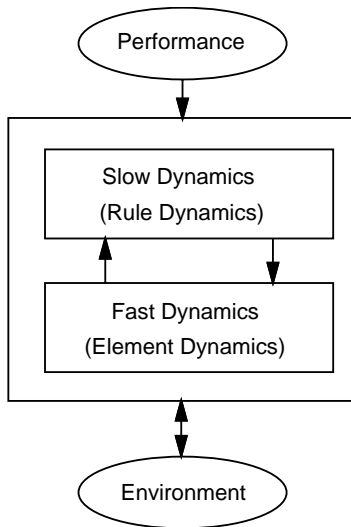 Performance
Slow Dynamics
(Rule Dynamics)
Fast Dynamics
(Element Dynamics)
Environment